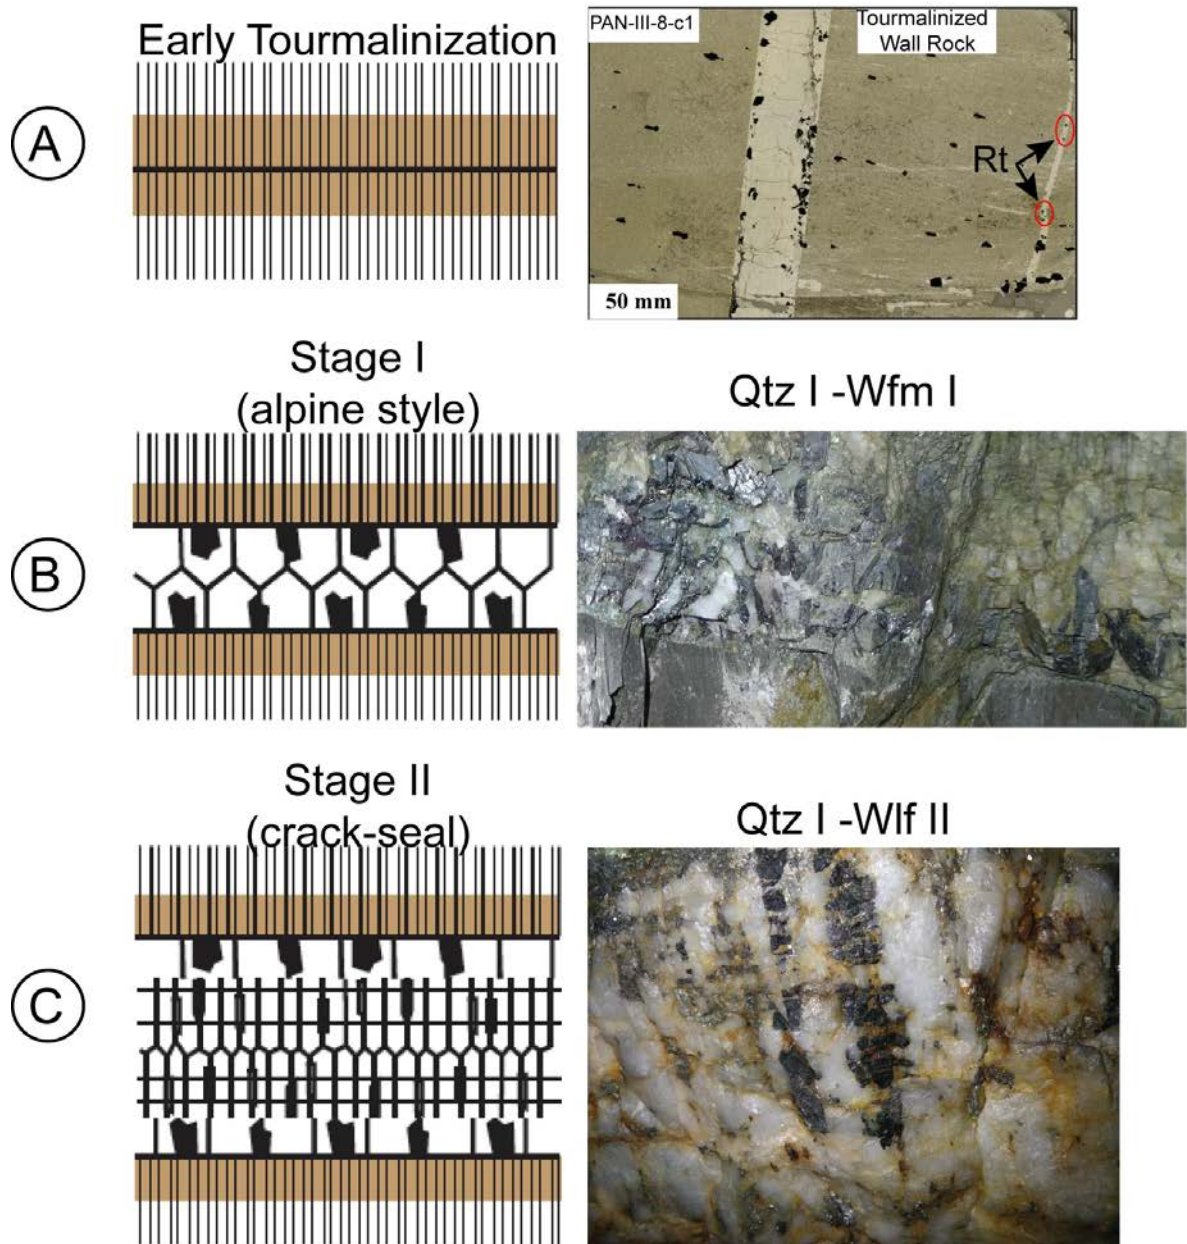 Early Tourmalinization
A
PAN-III-8-c1
Tourmalinized
Wall Rock
Rt
50 mm
Stage I
(alpine style)
Qtz I -Wfm I
B
Stage II
(crack-seal)
Qtz I -Wlf II
C